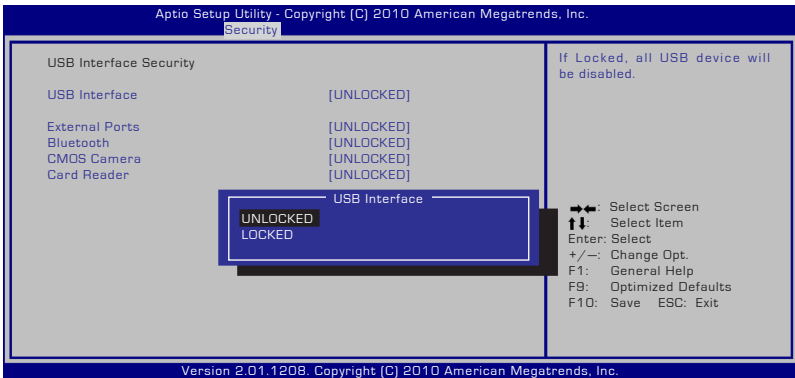 Aptio Setup Utility - Copyright (C) 2010 American Megatrends, Inc.
Security
USB Interface Security
USB Interface [UNLOCKED]
External Ports [UNLOCKED]
Bluetooth [UNLOCKED]
CMOS Camera [UNLOCKED]
Card Reader [UNLOCKED]
USB Interface
UNLOCKED
LOCKED
If Locked, all USB device will
be disabled.
→←: Select Screen
↑↓: Select Item
Enter: Select
+/—: Change Opt.
F1: General Help
F9: Optimized Defaults
F10: Save ESC: Exit
Version 2.01.1208. Copyright (C) 2010 American Megatrends, Inc.